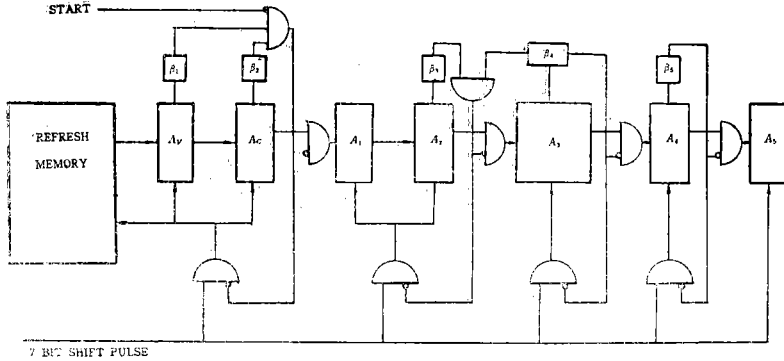 START
β1
β2
β3
β4
β5
REFRESH
MEMORY
AV
AC
A1
A2
A3
A4
A5
7 BIT SHIFT PULSE